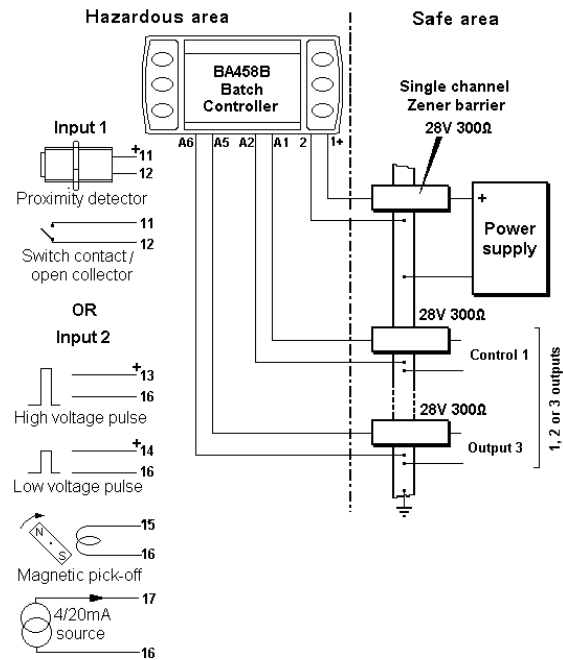 Hazardous area
Safe area
BA458B
Batch
Controller
A6 A5 A2 A1 2 1+
Single channel
Zener barrier
28V 300Ω
+
Power
supply
Input 1
+11
12
Proximity detector
11
12
Switch contact /
open collector
OR
Input 2
+13
16
High voltage pulse
+14
16
Low voltage pulse
N
S
15
16
Magnetic pick-off
17
4/20mA
source
16
28V 300Ω
Control 1
28V 300Ω
Output 3
1, 2 or 3 outputs